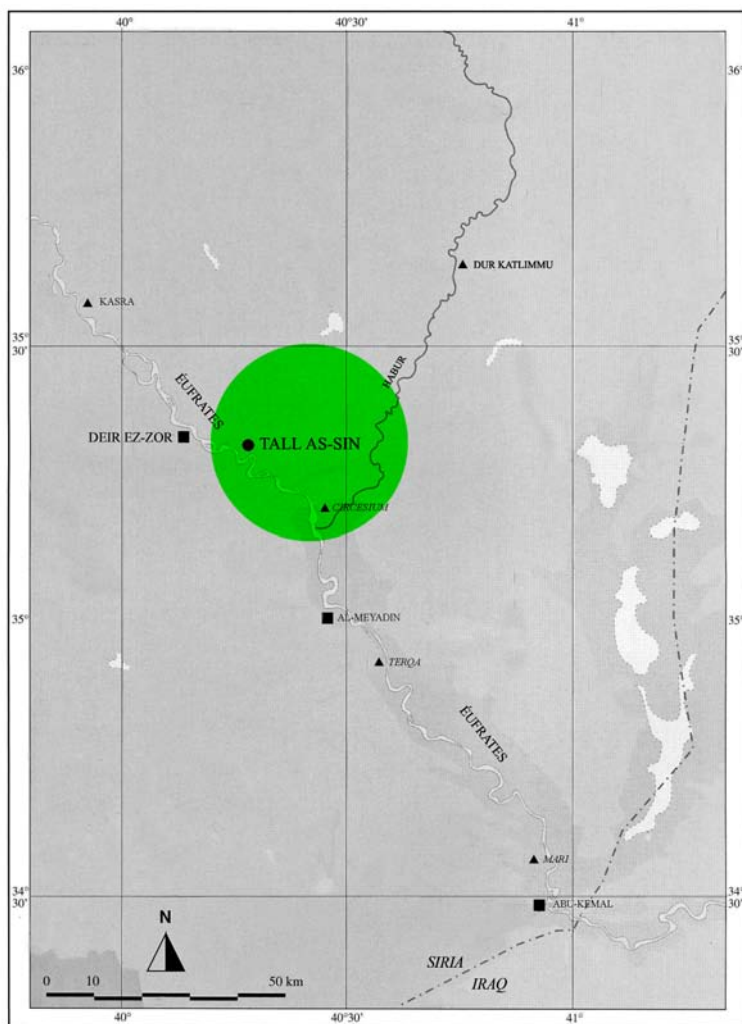 40°
40°30'
41°
36°
36°
DUR KATLIMMU
KASRA
35°
30'
35°
30'
HABUR
ÉUFRATES
DEIR EZ-ZOR
TALL AS-SIN
CIRCESIUM
35°
35°
AL-MEYADIN
TERQA
ÉUFRATES
MARI
34°
30'
34°
30'
ABU-KEMAL
N
SIRIA
IRAQ
0 10 50 km
40°
40°30'
41°